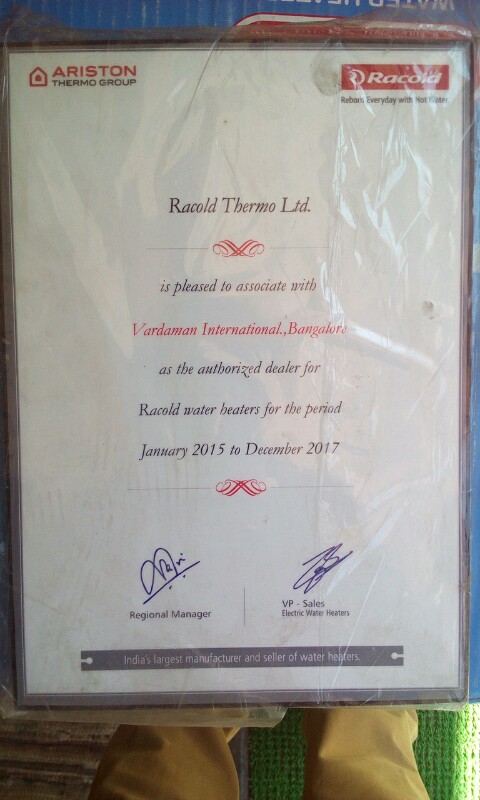 WATER HEATER
ARISTON
THERMO GROUP
Racold
Reborn Everyday with Hot Water
Racold Thermo Ltd.
is pleased to associate with
Vardaman International.,Bangalore
as the authorized dealer for
Racold water heaters for the period
January 2015 to December 2017
Regional Manager
VP - Sales
Electric Water Heaters
India's largest manufacturer and seller of water heaters.